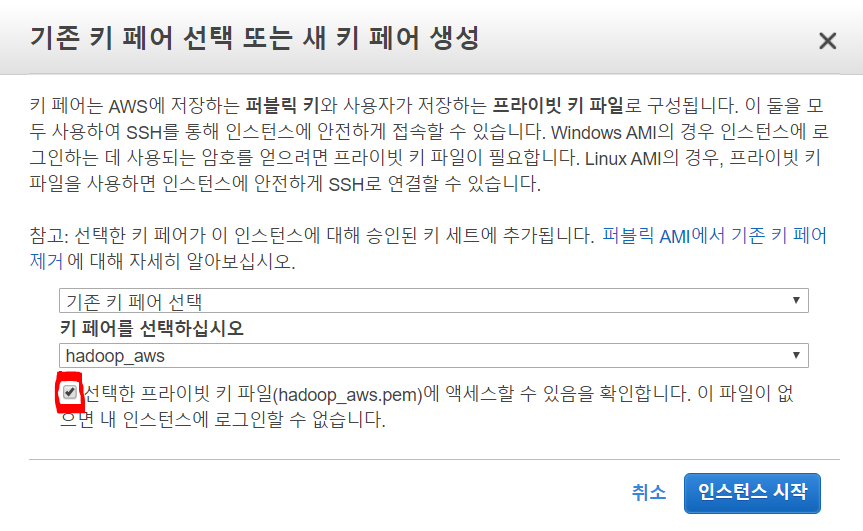 기존 키 페어 선택 또는 새 키 페어 생성
키 페어는 AWS에 저장하는 퍼블릭 키와 사용자가 저장하는 프라이빗 키 파일로 구성됩니다. 이 둘을 모
두 사용하여 SSH를 통해 인스턴스에 안전하게 접속할 수 있습니다. Windows AMI의 경우 인스턴스에 로
그인하는 데 사용되는 암호를 얻으려면 프라이빗 키 파일이 필요합니다. Linux AMI의 경우, 프라이빗 키
파일을 사용하면 인스턴스에 안전하게 SSH로 연결할 수 있습니다.
참고: 선택한 키 페어가 이 인스턴스에 대해 승인된 키 세트에 추가됩니다. 퍼블릭 AMI에서 기존 키 페어
제거 에 대해 자세히 알아보십시오.
기존 키 페어 선택
키 페어를 선택하십시오
hadoop_aws
선택한 프라이빗 키 파일(hadoop_aws.pem)에 액세스할 수 있음을 확인합니다. 이 파일이 없
으면 내 인스턴스에 로그인할 수 없습니다.
취소
인스턴스 시작